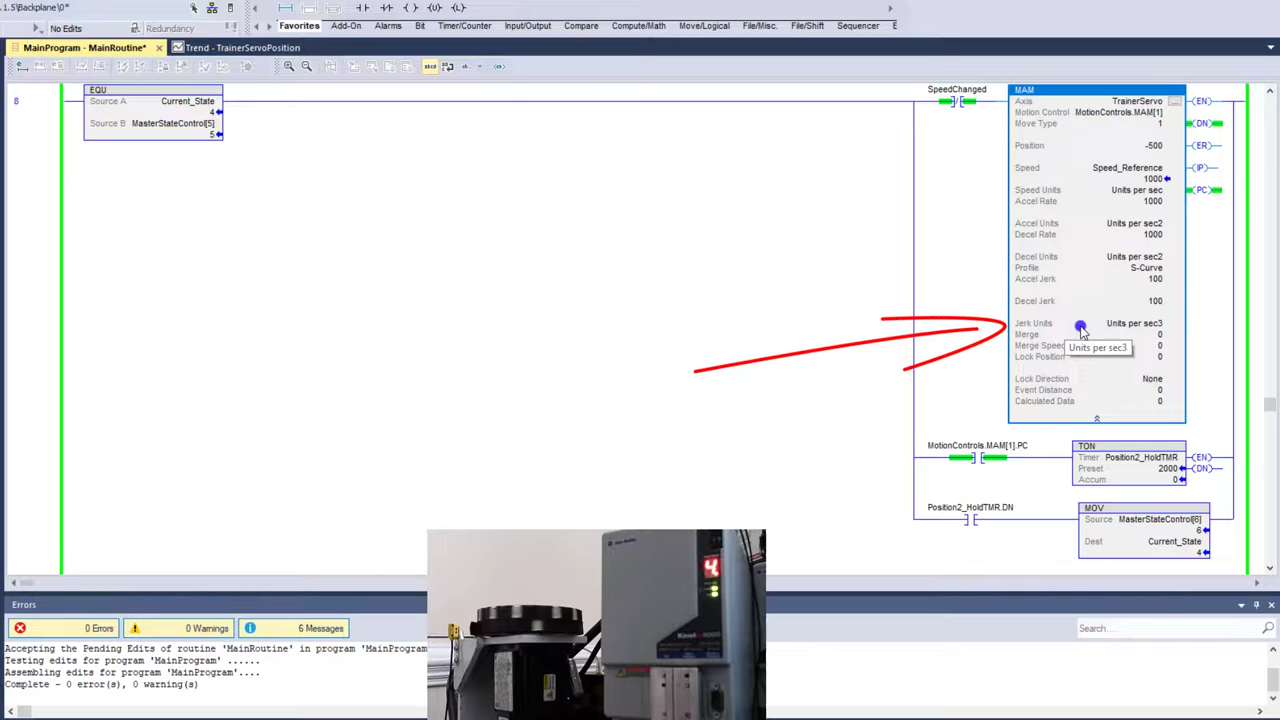 1.5\Backplane\0*
No Edits
Redundancy
Favorites Add-On Alarms Bit Timer/Counter Input/Output Compare Compute/Math Move/Logical File/Misc. File/Shift Sequencer E
MainProgram - MainRoutine* Trend - TrainerServoPosition
8
EQU
Source A Current_State
4
Source B MasterStateControl[5]
5
SpeedChanged
MAM
Axis TrainerServo ...
Motion Control MotionControls.MAM[1]
Move Type 1
Position -500
Speed Speed_Reference
1000
Speed Units Units per sec
Accel Rate 1000
Accel Units Units per sec2
Decel Rate 1000
Decel Units Units per sec2
Profile S-Curve
Accel Jerk 100
Decel Jerk 100
Jerk Units Units per sec3
Merge 0
Merge Speed 0
Lock Position 0
Lock Direction None
Event Distance 0
Calculated Data 0
EN
DN
ER
IP
PC
Units per sec3
MotionControls.MAM[1].PC
TON
Timer Position2_HoldTMR
Preset 2000
Accum 0
EN
DN
Position2_HoldTMR.DN
MOV
Source MasterStateControl[6]
6
Dest Current_State
4
Errors
0 Errors 0 Warnings 6 Messages Search...
Accepting the Pending Edits of routine 'MainRoutine' in program 'MainProgram
Testing edits for program 'MainProgram' ......
Assembling edits for program 'MainProgram'....
Complete - 0 error(s), 0 warning(s)
4.